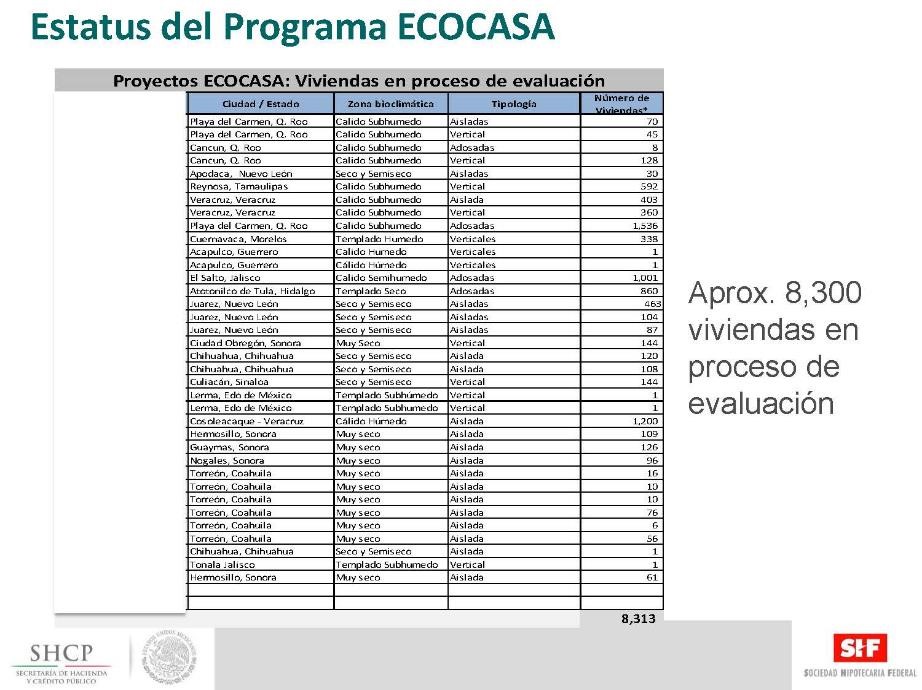 Estatus del Programa ECOCASA
Proyectos ECOCASA: Viviendas en proceso de evaluación
Ciudad / Estado Zona bioclimática Tipología Número de Viviendas*
Playa del Carmen, Q. Roo Calido Subhumedo Aisladas 70
Playa del Carmen, Q. Roo Calido Subhumedo Vertical 45
Cancun, Q. Roo Calido Subhumedo Adosadas 8
Cancun, Q. Roo Calido Subhumedo Vertical 128
Apodaca, Nuevo León Seco y Semiseco Aisladas 30
Reynosa, Tamaulipas Calido Subhumedo Vertical 592
Veracruz, Veracruz Calido Subhumedo Aislada 403
Veracruz, Veracruz Calido Subhumedo Vertical 360
Playa del Carmen, Q. Roo Calido Subhumedo Adosadas 1,536
Cuernavaca, Morelos Templado Humedo Verticales 338
Acapulco, Guerrero Calido Humedo Verticales 1
Acapulco, Guerrero Cálido Húmedo Verticales 1
El Salto, Jalisco Calido Semihumedo Adosadas 1,001
Atotonilco de Tula, Hidalgo Templado Seco Adosadas 860
Juarez, Nuevo León Seco y Semiseco Aisladas 463
Juarez, Nuevo León Seco y Semiseco Aisladas 104
Juarez, Nuevo León Seco y Semiseco Aisladas 87
Ciudad Obregón, Sonora Muy Seco Vertical 144
Chihuahua, Chihuahua Seco y Semiseco Aislada 120
Chihuahua, Chihuahua Seco y Semiseco Aislada 108
Culiacán, Sinaloa Seco y Semiseco Vertical 144
Lerma, Edo de México Templado Subhúmedo Vertical 1
Lerma, Edo de México Templado Subhumedo Vertical 1
Cosoleacaque - Veracruz Cálido Húmedo Aislada 1,200
Hermosillo, Sonora Muy seco Aislada 109
Guaymas, Sonora Muy seco Aislada 126
Nogales, Sonora Muy seco Aislada 96
Torreón, Coahuila Muy seco Aislada 16
Torreón, Coahuila Muy seco Aislada 10
Torreón, Coahuila Muy seco Aislada 10
Torreón, Coahuila Muy seco Aislada 76
Torreón, Coahuila Muy seco Aislada 6
Torreón, Coahuila Muy seco Aislada 56
Chihuahua, Chihuahua Seco y Semiseco Aislada 1
Tonala Jalisco Templado Subhumedo Vertical 1
Hermosillo, Sonora Muy seco Aislada 61
8,313
Aprox. 8,300
viviendas en
proceso de
evaluación
SHCP
SECRETARÍA DE HACIENDA
Y CRÉDITO PÚBLICO
ESTADOS UNIDOS MEXICANOS
SHF
SOCIEDAD HIPOTECARIA FEDERAL